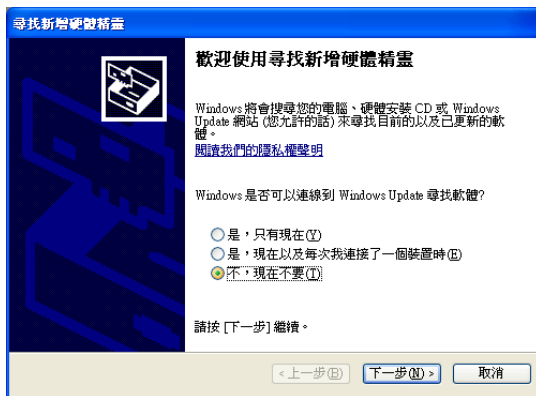 尋找新增硬體精靈
歡迎使用尋找新增硬體精靈
Windows 將會搜尋您的電腦、硬體安裝 CD 或 Windows
Update 網站 (您允許的話) 來尋找目前的以及已更新的軟
體。
閱讀我們的隱私權聲明
Windows 是否可以連線到 Windows Update 尋找軟體?
是，只有現在(Y)
是，現在以及每次我連接了一個裝置時(E)
不，現在不要(T)
請按 [下一步] 繼續。
<上一步(B)
下一步(N) >
取消